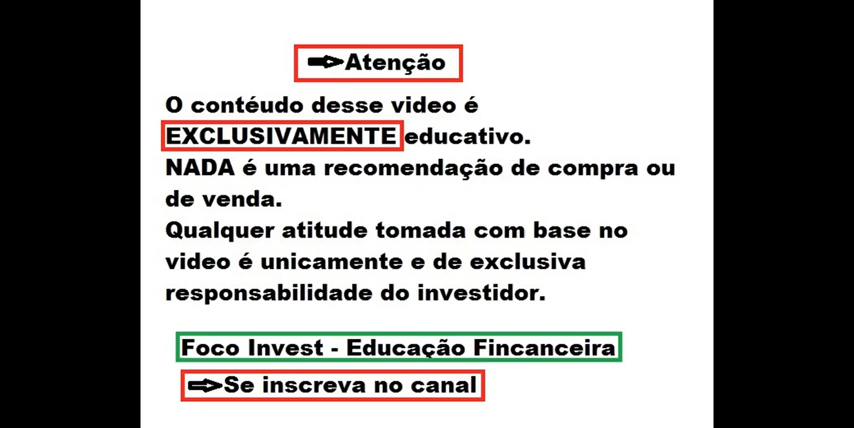 Atenção
O contéudo desse video é
EXCLUSIVAMENTE educativo.
NADA é uma recomendação de compra ou
de venda.
Qualquer atitude tomada com base no
video é unicamente e de exclusiva
responsabilidade do investidor.
Foco Invest - Educação Fincanceira
Se inscreva no canal